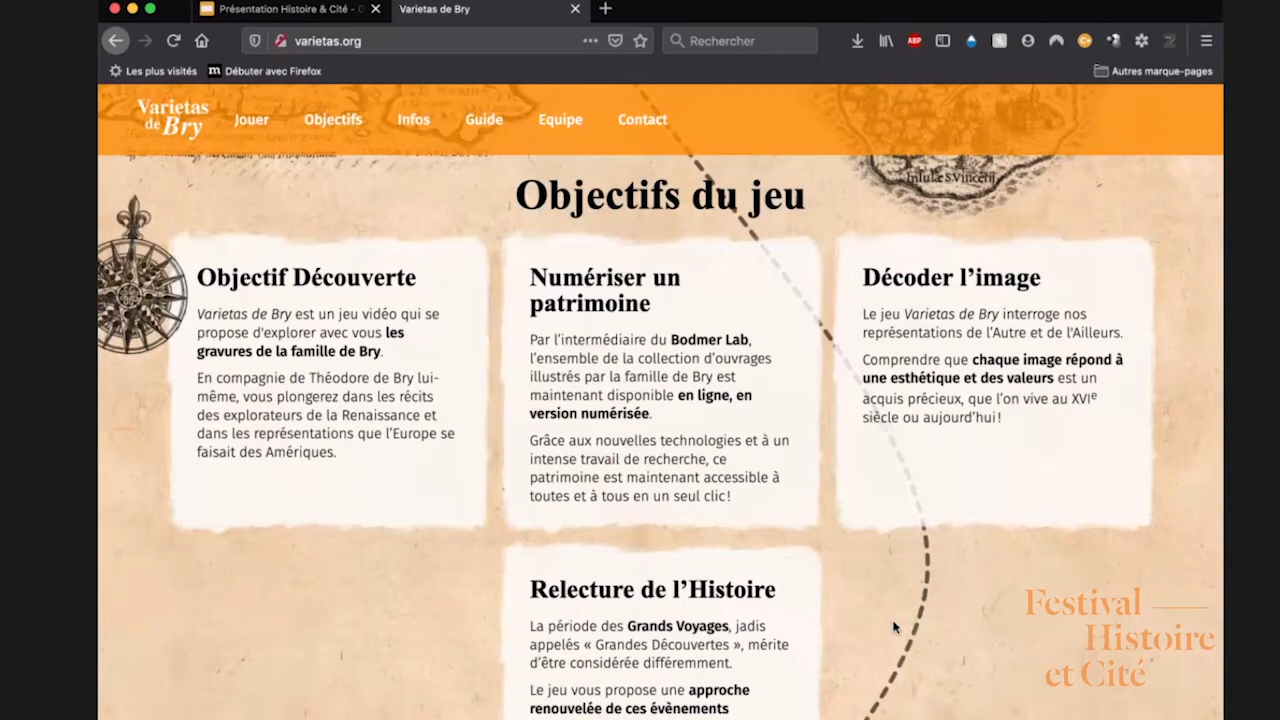 Présentation Histoire & Cité -
Varietas de Bry
varietas.org
Rechercher
ABP
Les plus visités
Débuter avec Firefox
Autres marque-pages
Varietas
de Bry
Jouer
Objectifs
Infos
Guide
Equipe
Contact
Insulæ S. Vincenti
Objectifs du jeu
Objectif Découverte
Varietas de Bry est un jeu vidéo qui se
propose d'explorer avec vous les
gravures de la famille de Bry.
En compagnie de Théodore de Bry lui-
même, vous plongerez dans les récits
des explorateurs de la Renaissance et
dans les représentations que l'Europe se
faisait des Amériques.
Numériser un
patrimoine
Par l'intermédiaire du Bodmer Lab,
l'ensemble de la collection d'ouvrages
illustrés par la famille de Bry est
maintenant disponible en ligne, en
version numérisée.
Grâce aux nouvelles technologies et à un
intense travail de recherche, ce
patrimoine est maintenant accessible à
toutes et à tous en un seul clic !
Décoder l'image
Le jeu Varietas de Bry interroge nos
représentations de l'Autre et de l'Ailleurs.
Comprendre que chaque image répond à
une esthétique et des valeurs est un
acquis précieux, que l'on vive au XVIe
siècle ou aujourd'hui !
Relecture de l'Histoire
La période des Grands Voyages, jadis
appelés « Grandes Découvertes », mérite
d'être considérée différemment.
Le jeu vous propose une approche
renouvelée de ces évènements
Festival
Histoire
et Cité